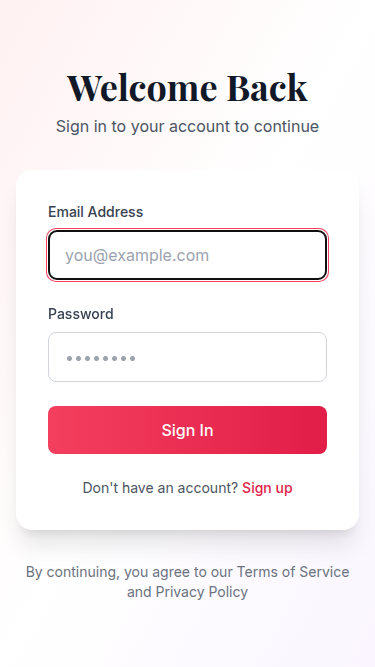 Welcome Back
Sign in to your account to continue
Email Address
you@example.com
Password
••••••••
Sign In
Don't have an account? Sign up
By continuing, you agree to our Terms of Service
and Privacy Policy